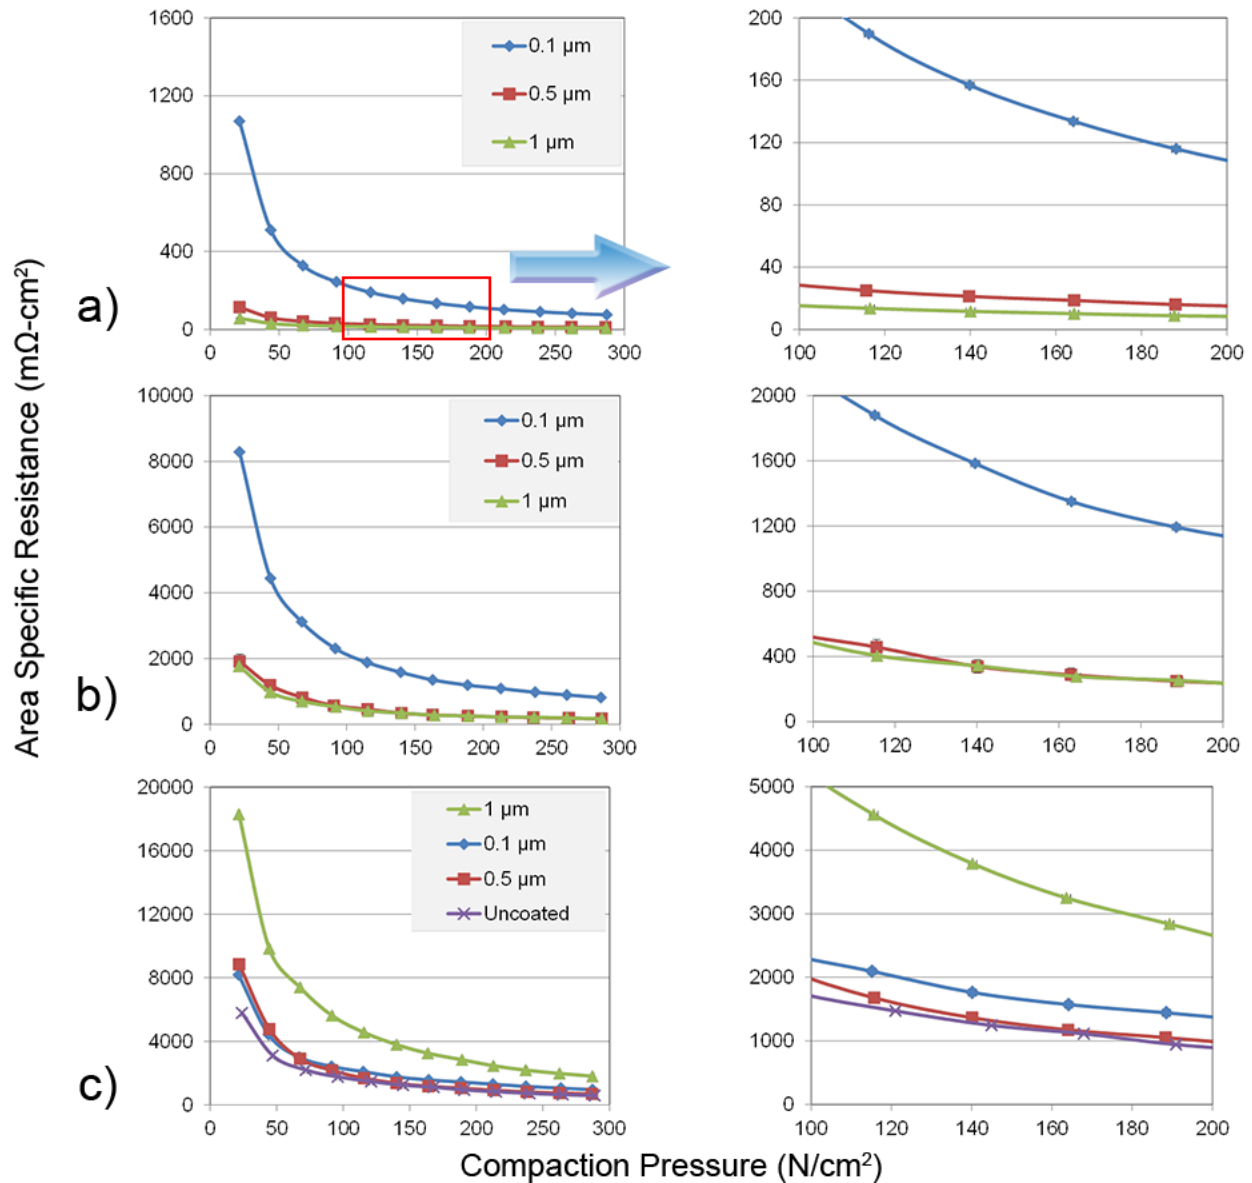 Area Specific Resistance (mΩ-cm²)
a)
1600
1200
800
400
0
0 50 100 150 200 250 300
0.1 µm
0.5 µm
1 µm
200
160
120
80
40
0
100 120 140 160 180 200
b)
10000
8000
6000
4000
2000
0
0 50 100 150 200 250 300
0.1 µm
0.5 µm
1 µm
2000
1600
1200
800
400
0
100 120 140 160 180 200
c)
20000
16000
12000
8000
4000
0
0 50 100 150 200 250 300
1 µm
0.1 µm
0.5 µm
Uncoated
5000
4000
3000
2000
1000
0
100 120 140 160 180 200
Compaction Pressure (N/cm²)